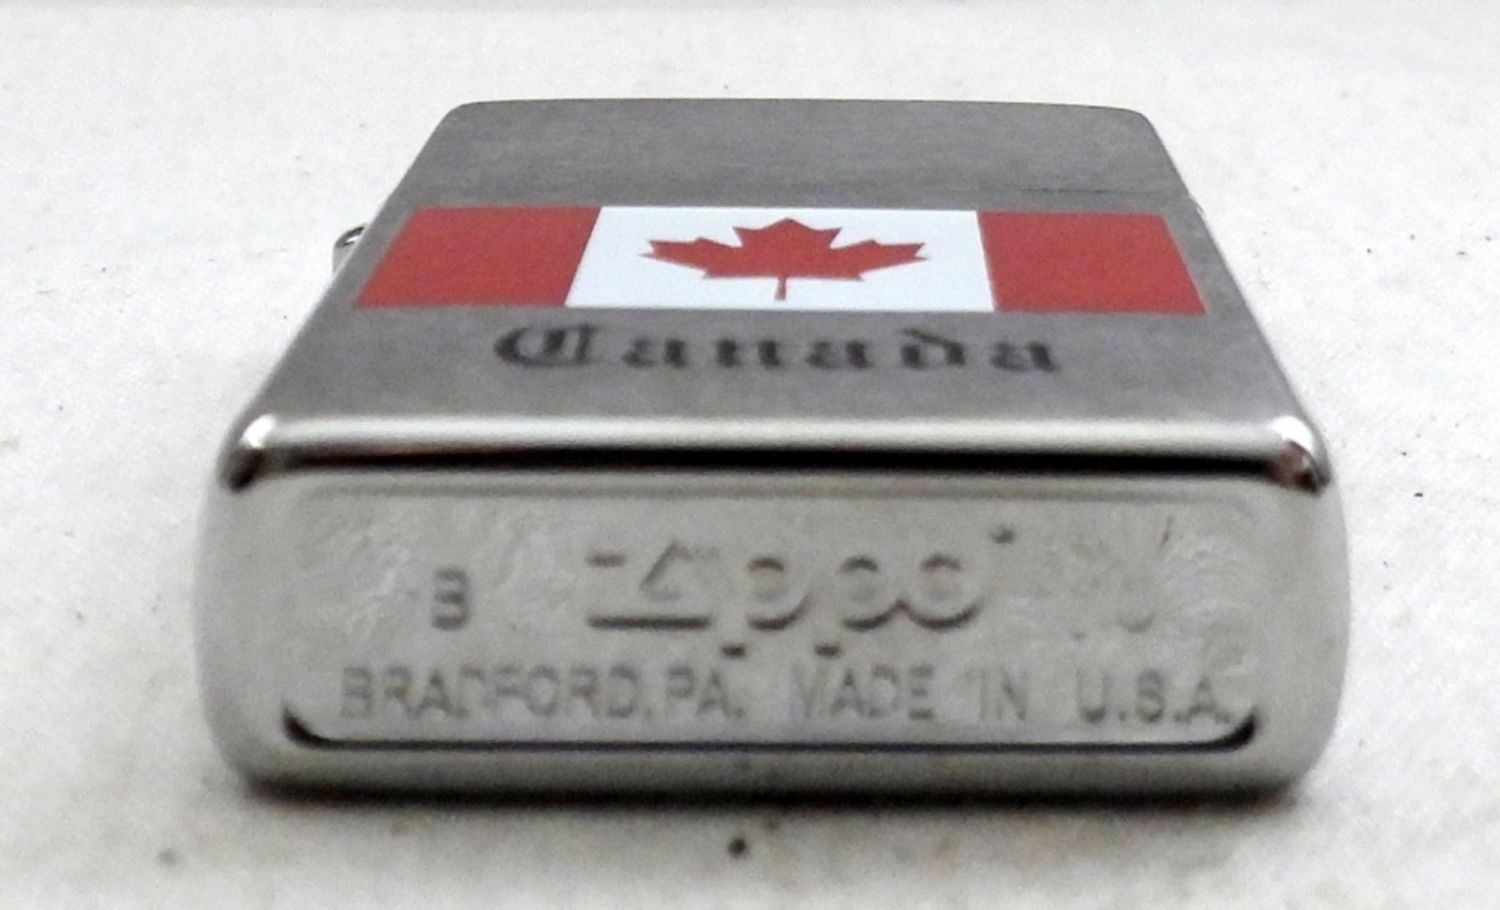 Canada
B Zippo
BRADFORD, PA. MADE IN U.S.A.